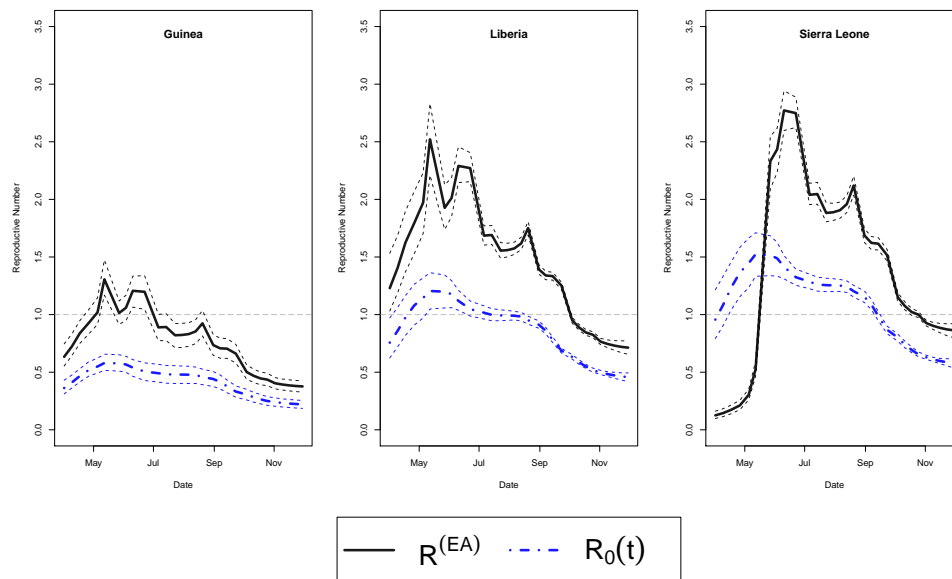 Guinea
Reproductive Number
0.0 0.5 1.0 1.5 2.0 2.5 3.0 3.5
May Jul Sep Nov
Date
Liberia
Reproductive Number
0.0 0.5 1.0 1.5 2.0 2.5 3.0 3.5
May Jul Sep Nov
Date
Sierra Leone
Reproductive Number
0.0 0.5 1.0 1.5 2.0 2.5 3.0 3.5
May Jul Sep Nov
Date
R(EA) R0(t)